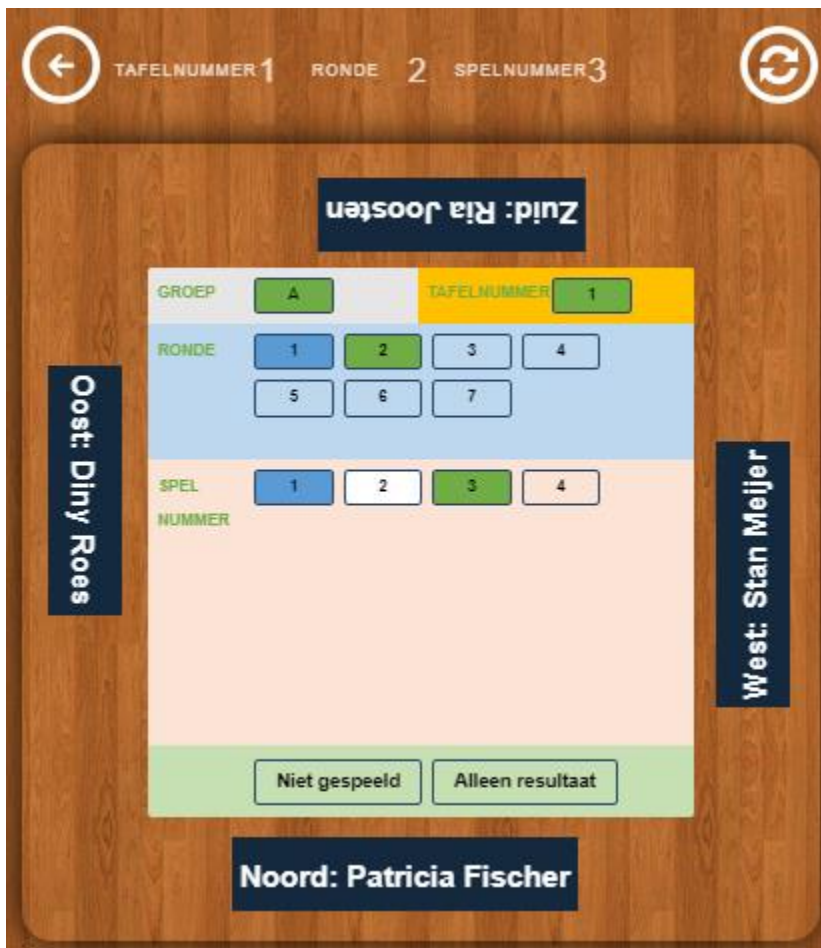 TAFELNUMMER 1 RONDE 2 SPELNUMMER 3
Zuid: Ria Joosten
GROEP A TAFELNUMMER 1
RONDE 1 2 3 4
5 6 7
Oost: Diny Roes
West: Stan Meijer
SPEL 1 2 3 4
NUMMER
Niet gespeeld Alleen resultaat
Noord: Patricia Fischer